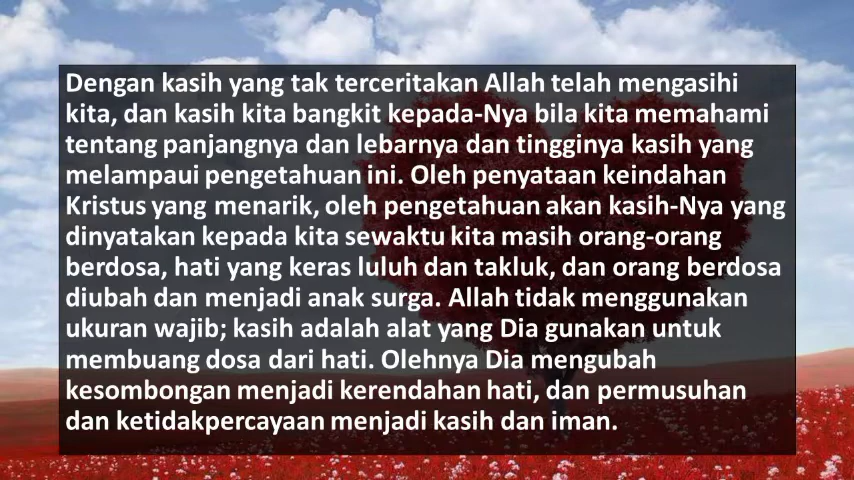 Dengan kasih yang tak terceritakan Allah telah mengasihi
kita, dan kasih kita bangkit kepada-Nya bila kita memahami
tentang panjangnya dan lebarnya dan tingginya kasih yang
melampaui pengetahuan ini. Oleh penyataan keindahan
Kristus yang menarik, oleh pengetahuan akan kasih-Nya yang
dinyatakan kepada kita sewaktu kita masih orang-orang
berdosa, hati yang keras luluh dan takluk, dan orang berdosa
diubah dan menjadi anak surga. Allah tidak menggunakan
ukuran wajib; kasih adalah alat yang Dia gunakan untuk
membuang dosa dari hati. Olehnya Dia mengubah
kesombongan menjadi kerendahan hati, dan permusuhan
dan ketidakpercayaan menjadi kasih dan iman.